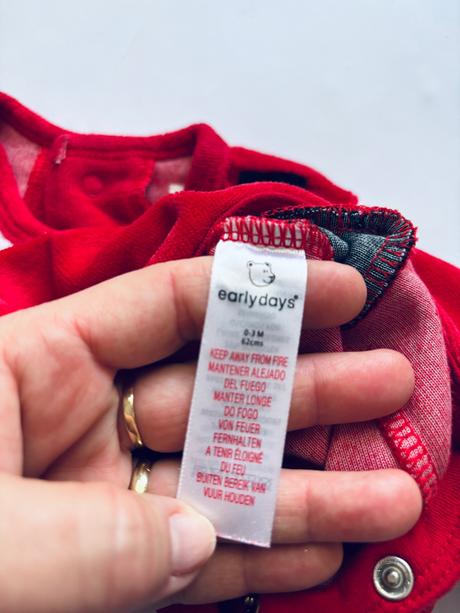 earlydays®
0-3 M
62cms
KEEP AWAY FROM FIRE
MANTENER ALEJADO
DEL FUEGO
MANTER LONGE
DO FOGO
VON FEUER
FERNHALTEN
A TENIR ÉLOIGNÉ
DU FEU
BUITEN BEREIK VAN
VUUR HOUDEN